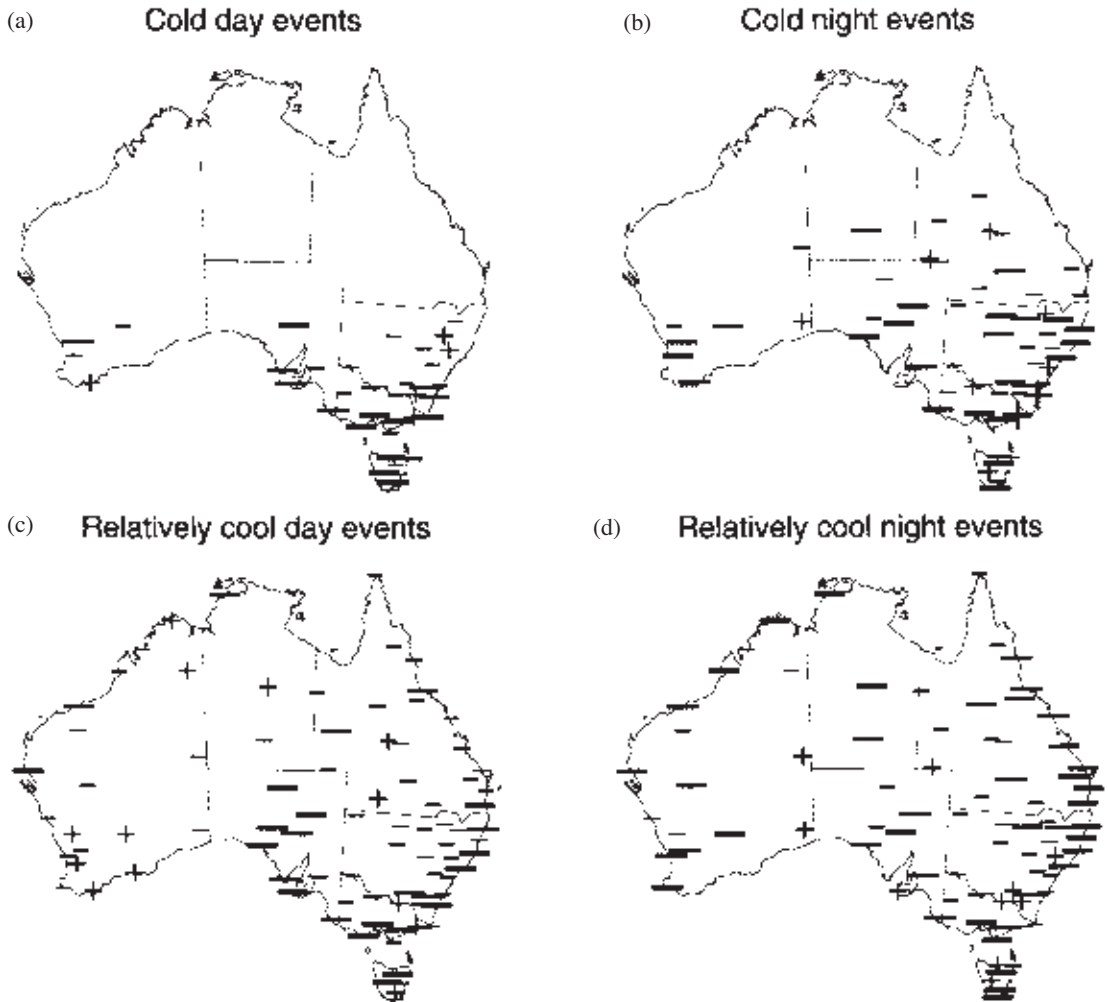 (a) Cold day events
(b) Cold night events
(c) Relatively cool day events
(d) Relatively cool night events